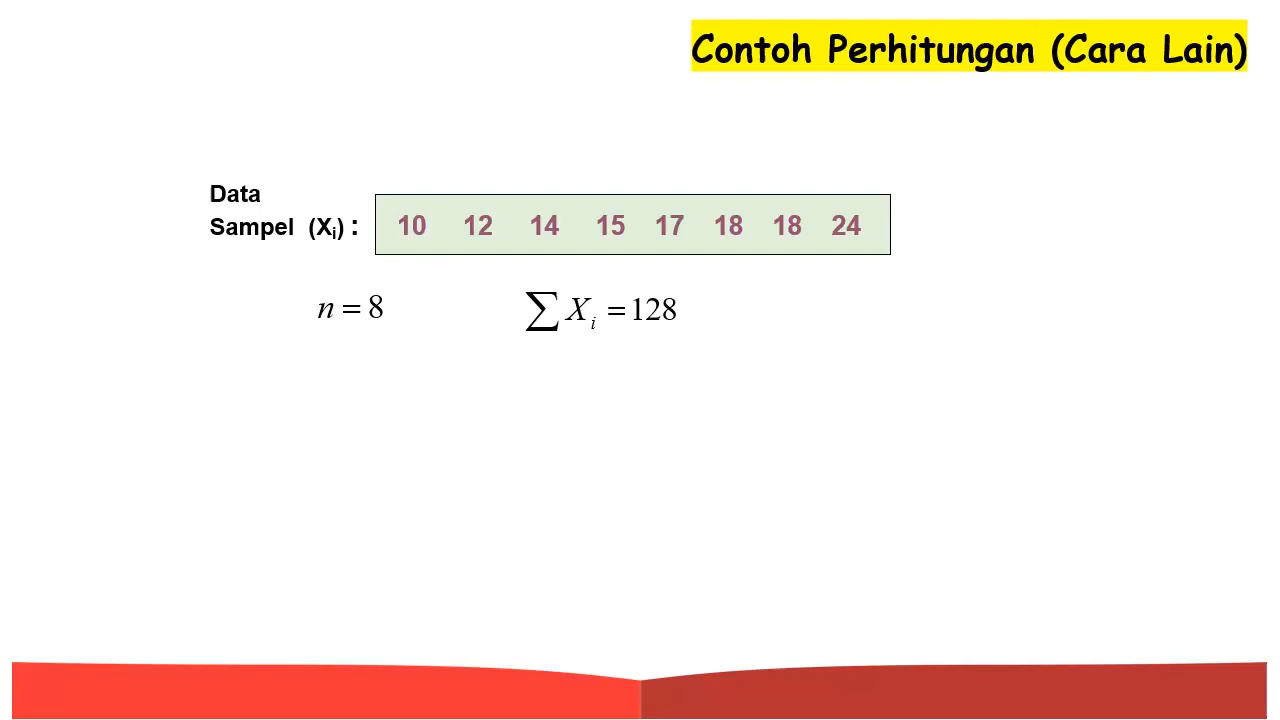 Contoh Perhitungan (Cara Lain)
Data
Sampel (Xᵢ) : 10 12 14 15 17 18 18 24
n = 8 ∑ Xᵢ = 128